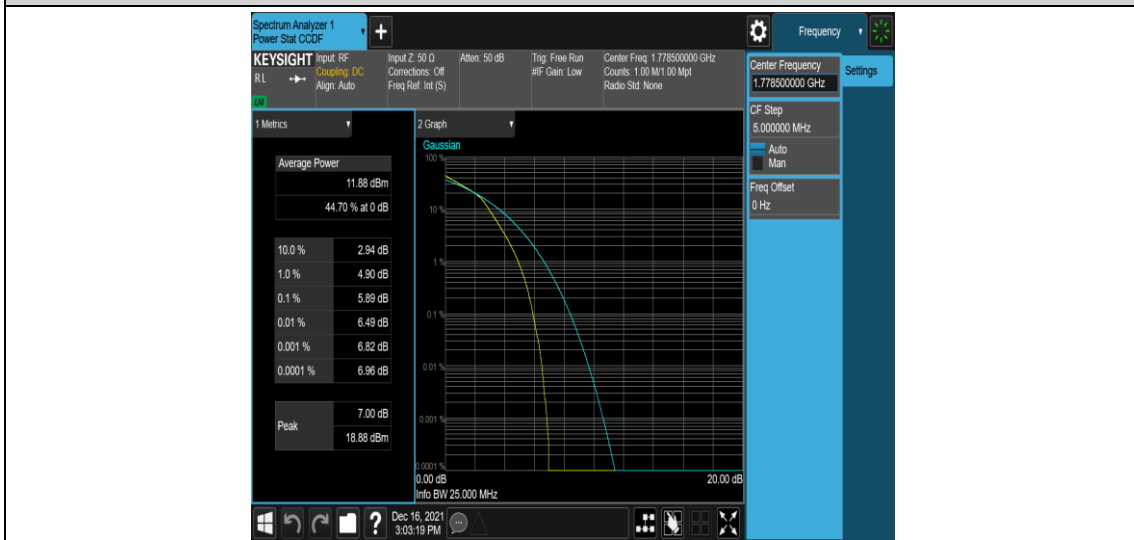 Spectrum Analyzer 1
Power Stat CCDF
Frequency
KEYSIGHT
RL
Input: RF
Coupling: DC
Align: Auto
Input Z: 50 Ω
Corrections: Off
Freq Ref: Int (S)
Atten: 50 dB
Trig: Free Run
#IF Gain: Low
Center Freq: 1.778500000 GHz
Counts: 1.00 M/1.00 Mpt
Radio Std: None
Center Frequency
1.778500000 GHz
Settings
CF Step
5.000000 MHz
Auto
Man
Freq Offset
0 Hz
1 Metrics
Average Power
11.88 dBm
44.70 % at 0 dB
10.0 % 2.94 dB
1.0 % 4.90 dB
0.1 % 5.89 dB
0.01 % 6.49 dB
0.001 % 6.82 dB
0.0001 % 6.96 dB
Peak
7.00 dB
18.88 dBm
2 Graph
Gaussian
100 %
10 %
1 %
0.1 %
0.01 %
0.001 %
0.0001 %
0.00 dB 20.00 dB
Info BW 25.000 MHz
?
Dec 16, 2021
3:03:19 PM